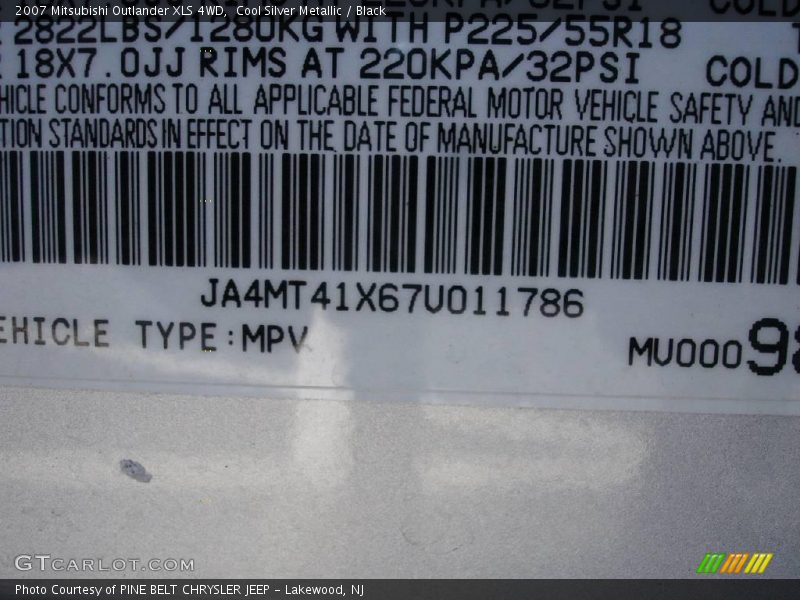 2007 Mitsubishi Outlander XLS 4WD, Cool Silver Metallic / Black
2822LBS/1280KG WITH P225/55R18
18X7.0JJ RIMS AT 220KPA/32PSI COLD
HICLE CONFORMS TO ALL APPLICABLE FEDERAL MOTOR VEHICLE SAFETY AND
TION STANDARDS IN EFFECT ON THE DATE OF MANUFACTURE SHOWN ABOVE.
JA4MT41X67U011786
EHICLE TYPE:MPV
MU00098
GTCARLOT.COM
Photo Courtesy of PINE BELT CHRYSLER JEEP - Lakewood, NJ